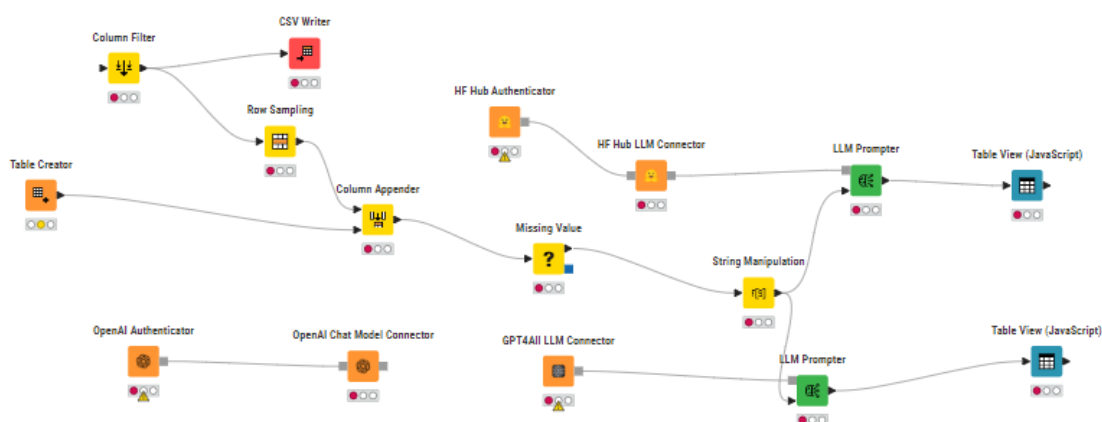 CSV Writer
Column Filter
HF Hub Authenticator
Row Sampling
HF Hub LLM Connector
LLM Prompter
Table View (JavaScript)
Table Creator
Column Appender
?
Missing Value
String Manipulation
r[s]
OpenAI Authenticator
OpenAI Chat Model Connector
GPT4All LLM Connector
LLM Prompter
Table View (JavaScript)